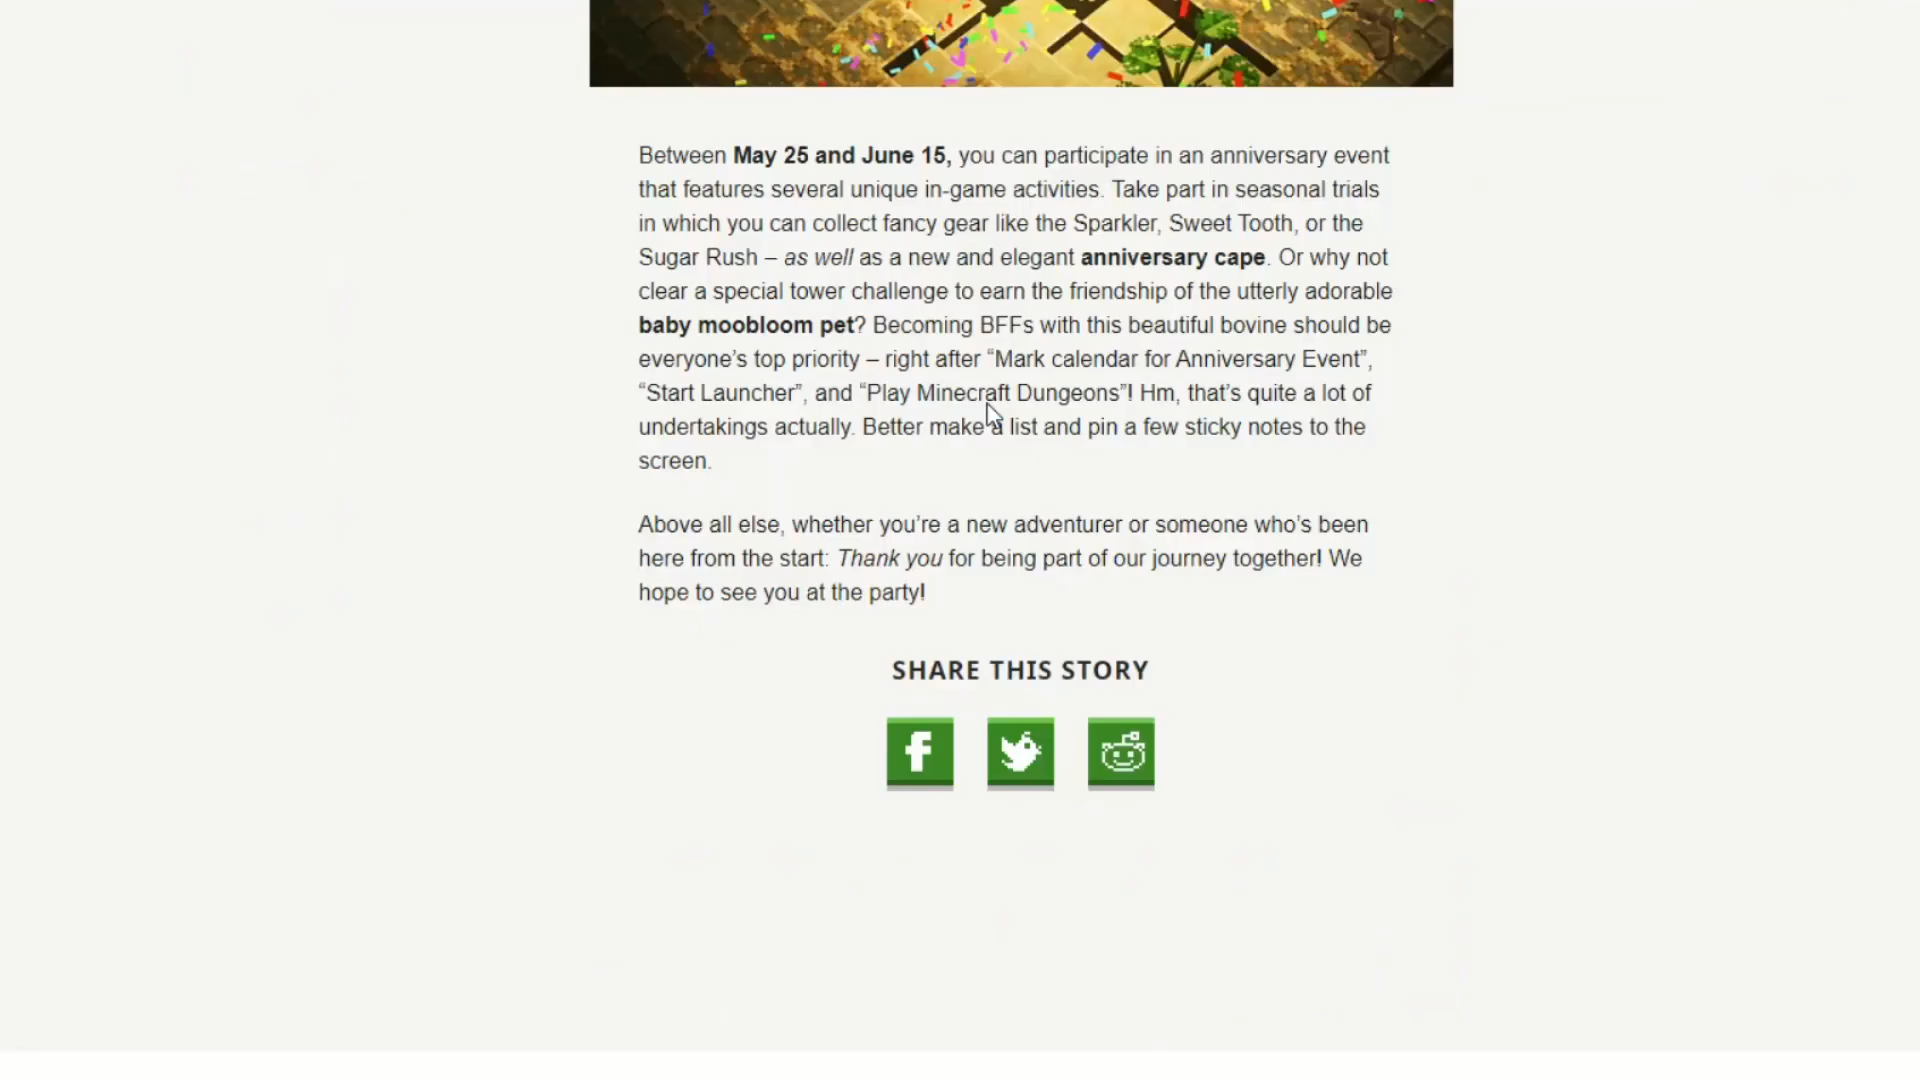 Between May 25 and June 15, you can participate in an anniversary event
that features several unique in-game activities. Take part in seasonal trials
in which you can collect fancy gear like the Sparkler, Sweet Tooth, or the
Sugar Rush – as well as a new and elegant anniversary cape. Or why not
clear a special tower challenge to earn the friendship of the utterly adorable
baby moobloom pet? Becoming BFFs with this beautiful bovine should be
everyone’s top priority – right after “Mark calendar for Anniversary Event”,
“Start Launcher”, and “Play Minecraft Dungeons”! Hm, that’s quite a lot of
undertakings actually. Better make a list and pin a few sticky notes to the
screen.
Above all else, whether you’re a new adventurer or someone who’s been
here from the start: Thank you for being part of our journey together! We
hope to see you at the party!
SHARE THIS STORY